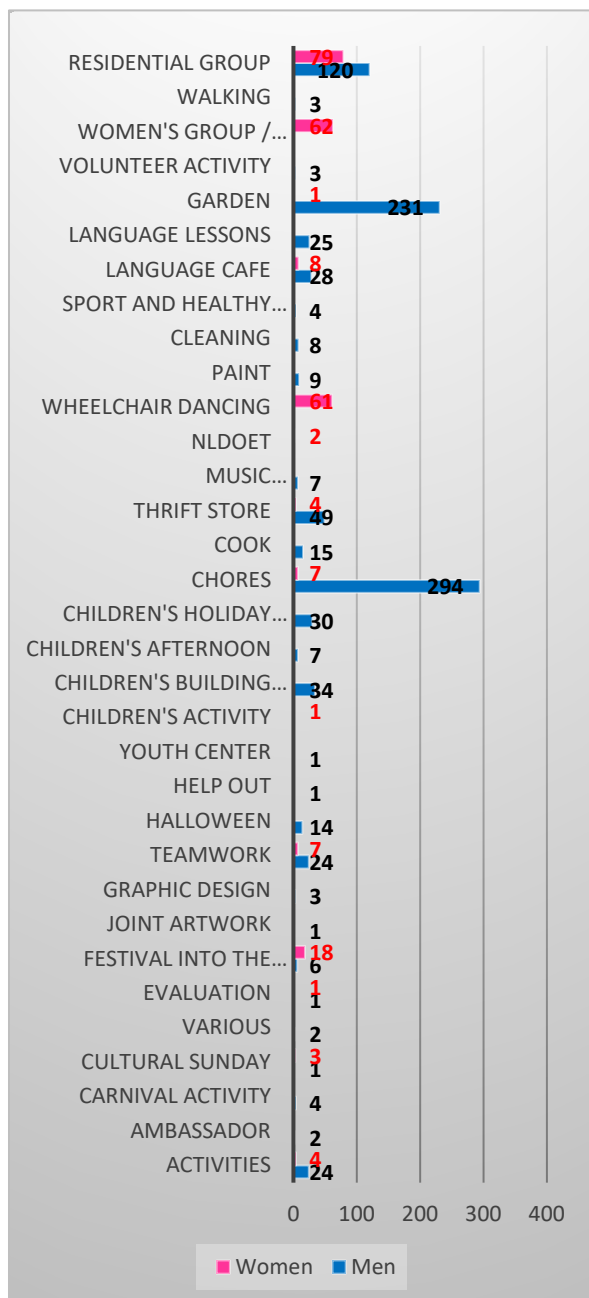 RESIDENTIAL GROUP
79
120
WALKING
3
WOMEN'S GROUP /...
62
VOLUNTEER ACTIVITY
3
GARDEN
1
231
LANGUAGE LESSONS
25
LANGUAGE CAFE
8
28
SPORT AND HEALTHY...
4
CLEANING
8
PAINT
9
WHEELCHAIR DANCING
61
NLDOET
2
MUSIC...
7
THRIFT STORE
4
49
COOK
15
CHORES
7
294
CHILDREN'S HOLIDAY...
30
CHILDREN'S AFTERNOON
7
CHILDREN'S BUILDING...
34
CHILDREN'S ACTIVITY
1
YOUTH CENTER
1
HELP OUT
1
HALLOWEEN
14
TEAMWORK
7
24
GRAPHIC DESIGN
3
JOINT ARTWORK
1
FESTIVAL INTO THE...
18
6
EVALUATION
1
1
VARIOUS
2
CULTURAL SUNDAY
3
1
CARNIVAL ACTIVITY
4
AMBASSADOR
2
ACTIVITIES
4
24
0 100 200 300 400
Women Men